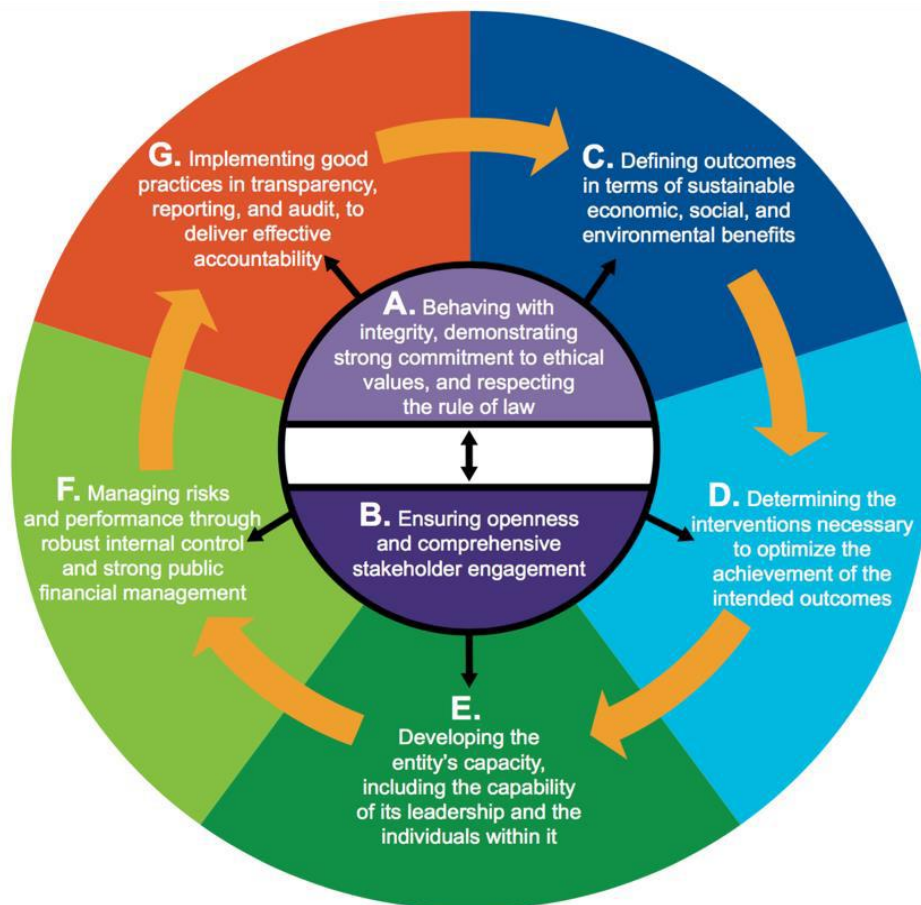 A. Behaving with
integrity, demonstrating
strong commitment to ethical
values, and respecting
the rule of law
B. Ensuring openness
and comprehensive
stakeholder engagement
C. Defining outcomes
in terms of sustainable
economic, social, and
environmental benefits
D. Determining the
interventions necessary
to optimize the
achievement of the
intended outcomes
E.
Developing the
entity's capacity,
including the capability
of its leadership and the
individuals within it
F. Managing risks
and performance through
robust internal control
and strong public
financial management
G. Implementing good
practices in transparency,
reporting, and audit, to
deliver effective
accountability